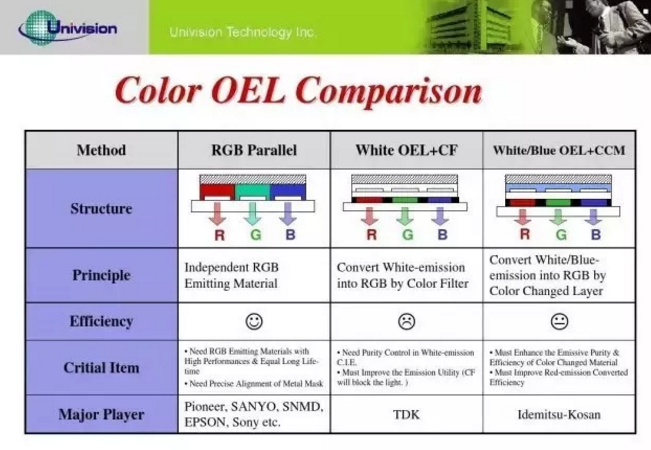 Univision
Univision Technology Inc.
Color OEL Comparison
Method
RGB Parallel
White OEL+CF
White/Blue OEL+CCM
Structure
R G B
R G B
R G B
Principle
Independent RGB
Emitting Material
Convert White-emission
into RGB by Color Filter
Convert White/Blue-
emission into RGB by
Color Changed Layer
Efficiency
Critial Item
• Need RGB Emitting Materials with
High Performances & Equal Long Life-
time
• Need Precise Alignment of Metal Mask
• Need Purity Control in White-emission
C.I.E.
• Must Improve the Emission Utility (CF
will block the light. )
• Must Enhance the Emissive Purity &
Efficiency of Color Changed Material
• Must Improve Red-emission Converted
Efficiency
Major Player
Pioneer, SANYO, SNMD,
EPSON, Sony etc.
TDK
Idemitsu-Kosan